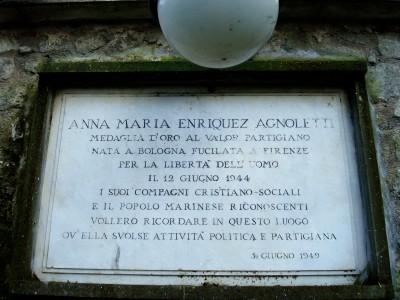 ANNA MARIA ENRIQUEZ AGNOLETTI
MEDAGLIA D'ORO AL VALOR PARTIGIANO
NATA A BOLOGNA FUCILATA A FIRENZE
PER LA LIBERTA' DELL'UOMO
IL 12 GIUGNO 1944
I SUOI COMPAGNI CRISTIANO-SOCIALI
E IL POPOLO MARINESE RICONOSCENTI
VOLLERO RICORDARE IN QUESTO LUOGO
OV'ELLA SVOLSE ATTIVITA' POLITICA E PARTIGIANA
GIUGNO 1949